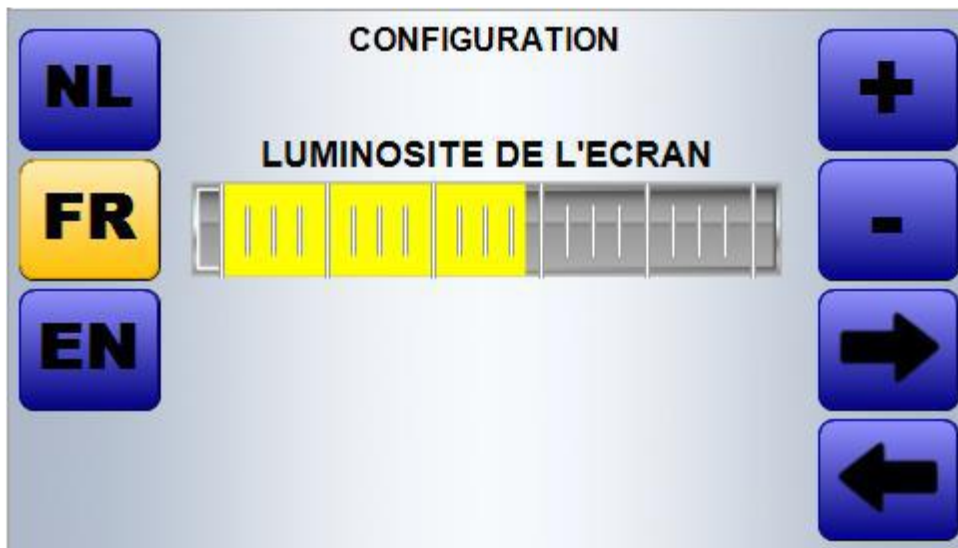 CONFIGURATION
NL
+
LUMINOSITE DE L'ECRAN
FR
-
EN